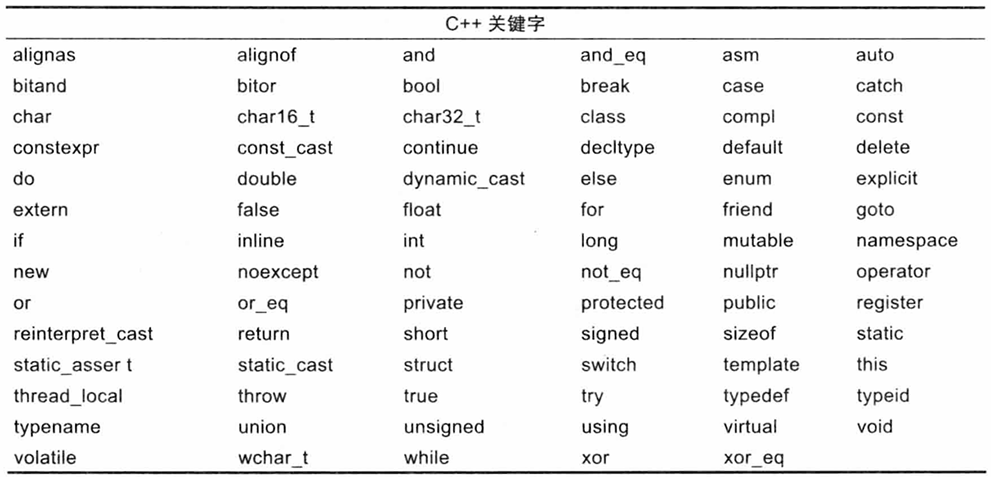 C++ 关键字
alignas alignof and and_eq asm auto
bitand bitor bool break case catch
char char16_t char32_t class compl const
constexpr const_cast continue decltype default delete
do double dynamic_cast else enum explicit
extern false float for friend goto
if inline int long mutable namespace
new noexcept not not_eq nullptr operator
or or_eq private protected public register
reinterpret_cast return short signed sizeof static
static_asser t static_cast struct switch template this
thread_local throw true try typedef typeid
typename union unsigned using virtual void
volatile wchar_t while xor xor_eq